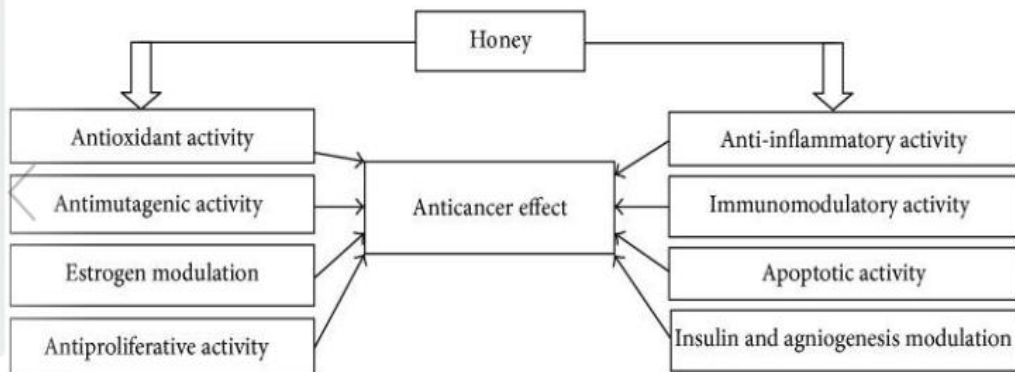 Honey
Antioxidant activity
Anti-inflammatory activity
Antimutagenic activity
Anticancer effect
Immunomodulatory activity
Estrogen modulation
Apoptotic activity
Antiproliferative activity
Insulin and agniogenesis modulation